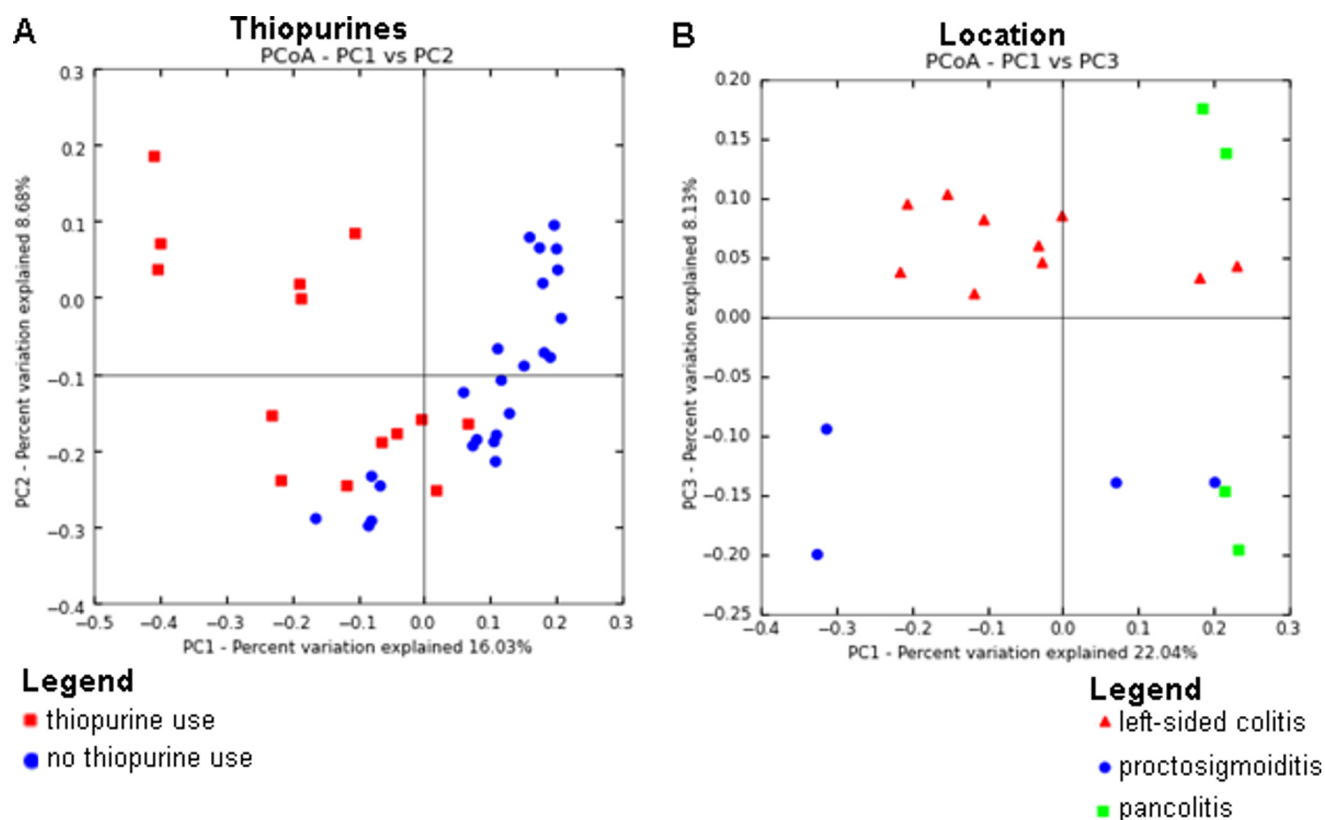 A
Thiopurines
PCoA - PC1 vs PC2
0.3
0.2
0.1
0.0
−0.1
−0.2
−0.3
−0.4
PC2 - Percent variation explained 8.68%
−0.5
−0.4
−0.3
−0.2
−0.1
0.0
0.1
0.2
0.3
PC1 - Percent variation explained 16.03%
Legend
thiopurine use
no thiopurine use
B
Location
PCoA - PC1 vs PC3
0.20
0.15
0.10
0.05
0.00
−0.05
−0.10
−0.15
−0.20
−0.25
PC3 - Percent variation explained 8.13%
−0.4
−0.3
−0.2
−0.1
0.0
0.1
0.2
0.3
PC1 - Percent variation explained 22.04%
Legend
left-sided colitis
proctosigmoiditis
pancolitis